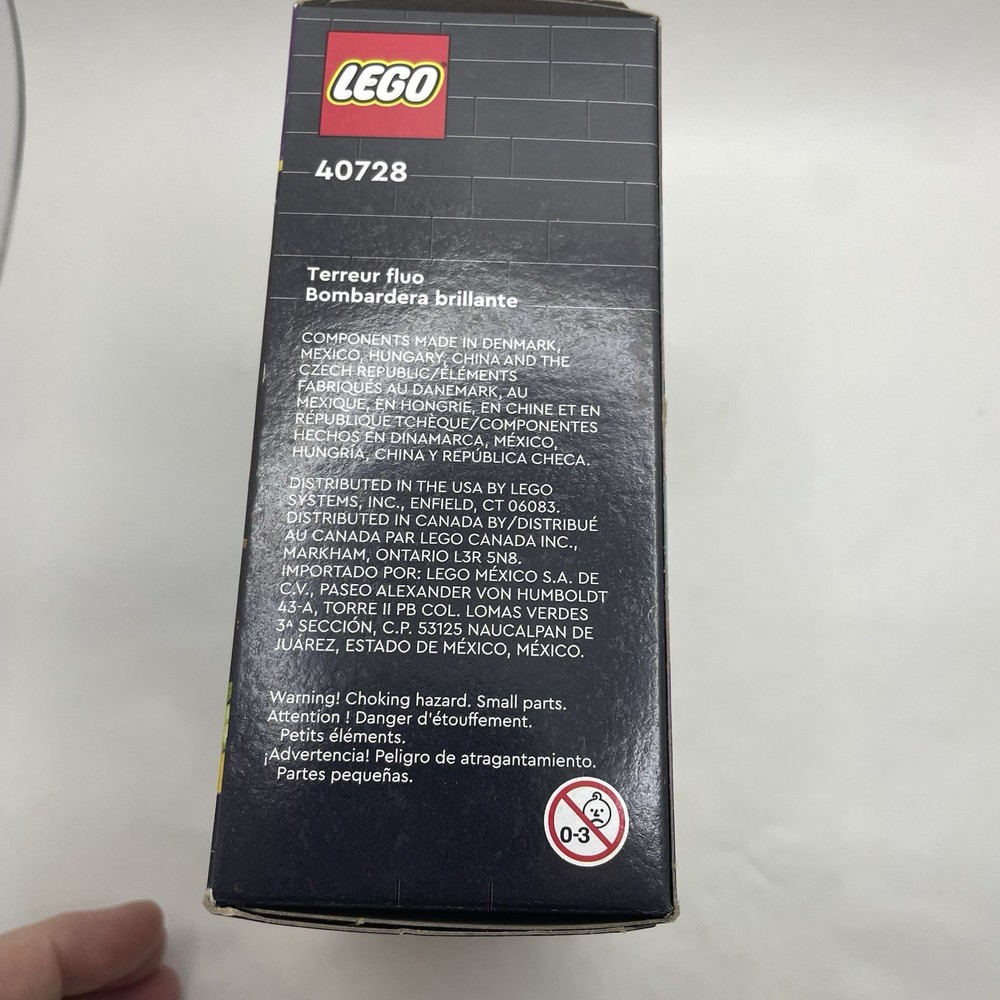 LEGO
40728
Terreur fluo
Bombardera brillante
COMPONENTS MADE IN DENMARK,
MEXICO, HUNGARY, CHINA AND THE
CZECH REPUBLIC/ÉLÉMENTS
FABRIQUÉS AU DANEMARK, AU
MEXIQUE, EN HONGRIE, EN CHINE ET EN
RÉPUBLIQUE TCHÈQUE/COMPONENTES
HECHOS EN DINAMARCA, MÉXICO,
HUNGRÍA, CHINA Y REPÚBLICA CHECA.
DISTRIBUTED IN THE USA BY LEGO
SYSTEMS, INC., ENFIELD, CT 06083.
DISTRIBUTED IN CANADA BY/DISTRIBUÉ
AU CANADA PAR LEGO CANADA INC.,
MARKHAM, ONTARIO L3R 5N8.
IMPORTADO POR: LEGO MÉXICO S.A. DE
C.V., PASEO ALEXANDER VON HUMBOLDT
43-A, TORRE II PB COL. LOMAS VERDES
3ᴬ SECCIÓN, C.P. 53125 NAUCALPAN DE
JUÁREZ, ESTADO DE MÉXICO, MÉXICO.
Warning! Choking hazard. Small parts.
Attention ! Danger d'étouffement.
Petits éléments.
¡Advertencia! Peligro de atragantamiento.
Partes pequeñas.
0-3